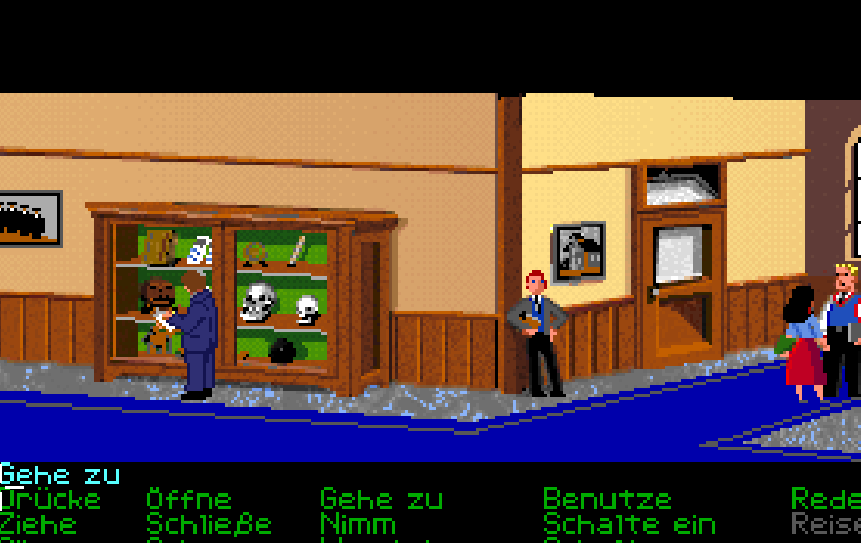 Gehe zu
Drücke Öffne Gehe zu Benutze Rede
Ziehe Schließe Nimm Schalte ein Reise